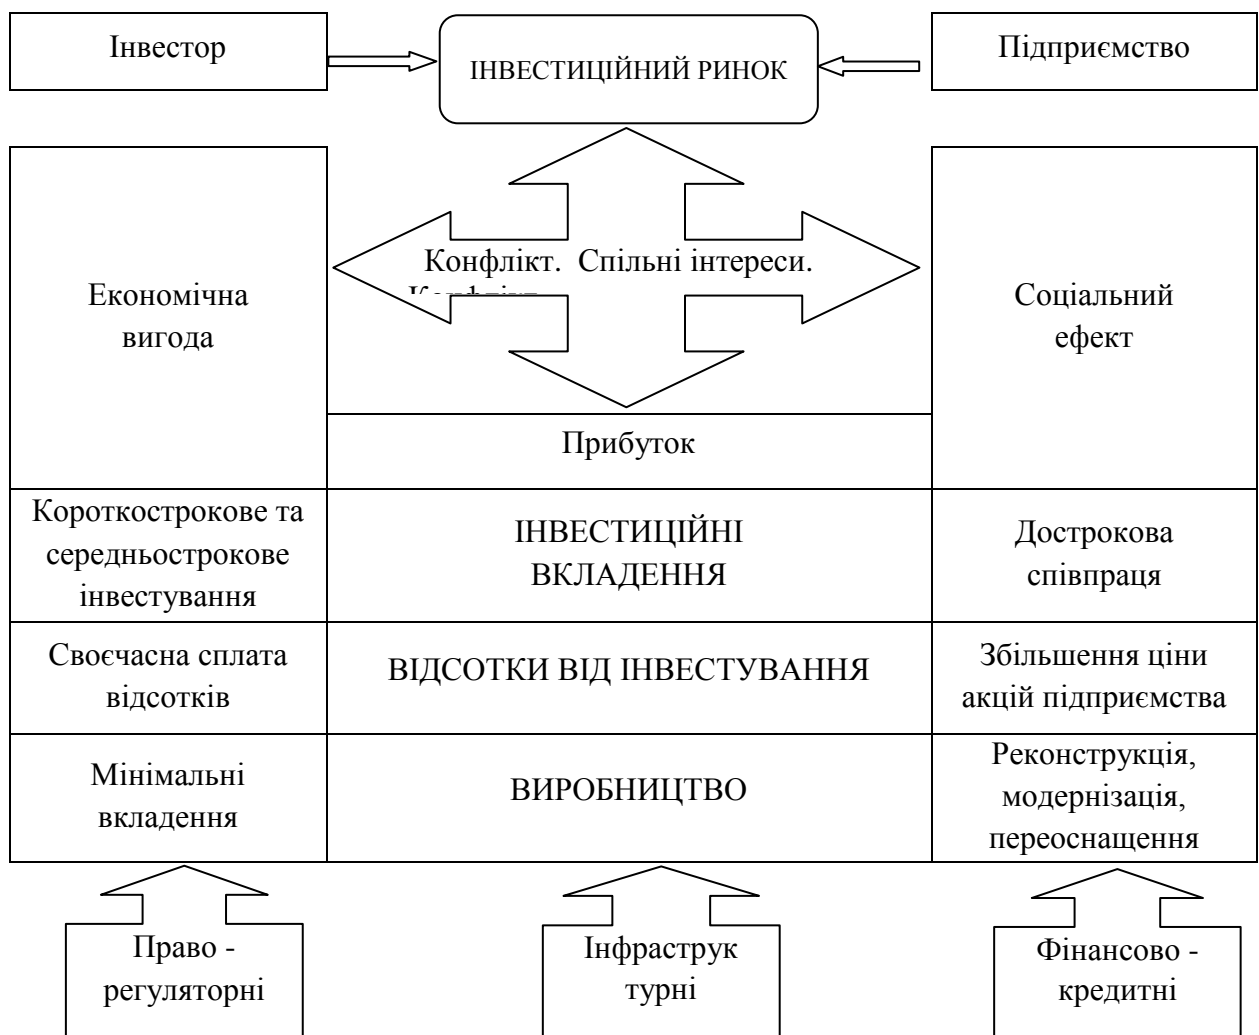 Інвестор
ІНВЕСТИЦІЙНИЙ РИНОК
Підприємство
Економічна
вигода
Конфлікт.  Спільні інтереси.
Соціальний
ефект
Прибуток
Короткострокове та
середньострокове
інвестування
ІНВЕСТИЦІЙНІ
ВКЛАДЕННЯ
Дострокова
співпраця
Своєчасна сплата
відсотків
ВІДСОТКИ ВІД ІНВЕСТУВАННЯ
Збільшення ціни
акцій підприємства
Мінімальні
вкладення
ВИРОБНИЦТВО
Реконструкція,
модернізація,
переоснащення
Право -
регуляторні
Інфраструк
турні
Фінансово -
кредитні